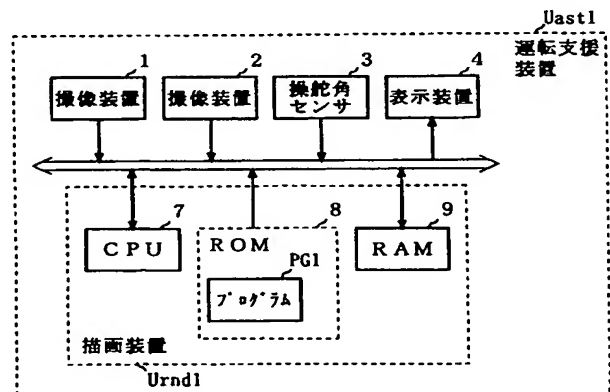 Uast1
運転支援
装置
1
2
3
4
撮像装置
撮像装置
操舵角
センサ
表示装置
7
8
9
CPU
ROM
RAM
PG1
ﾌﾟﾛｸﾞﾗﾑ
描画装置
Urnd1